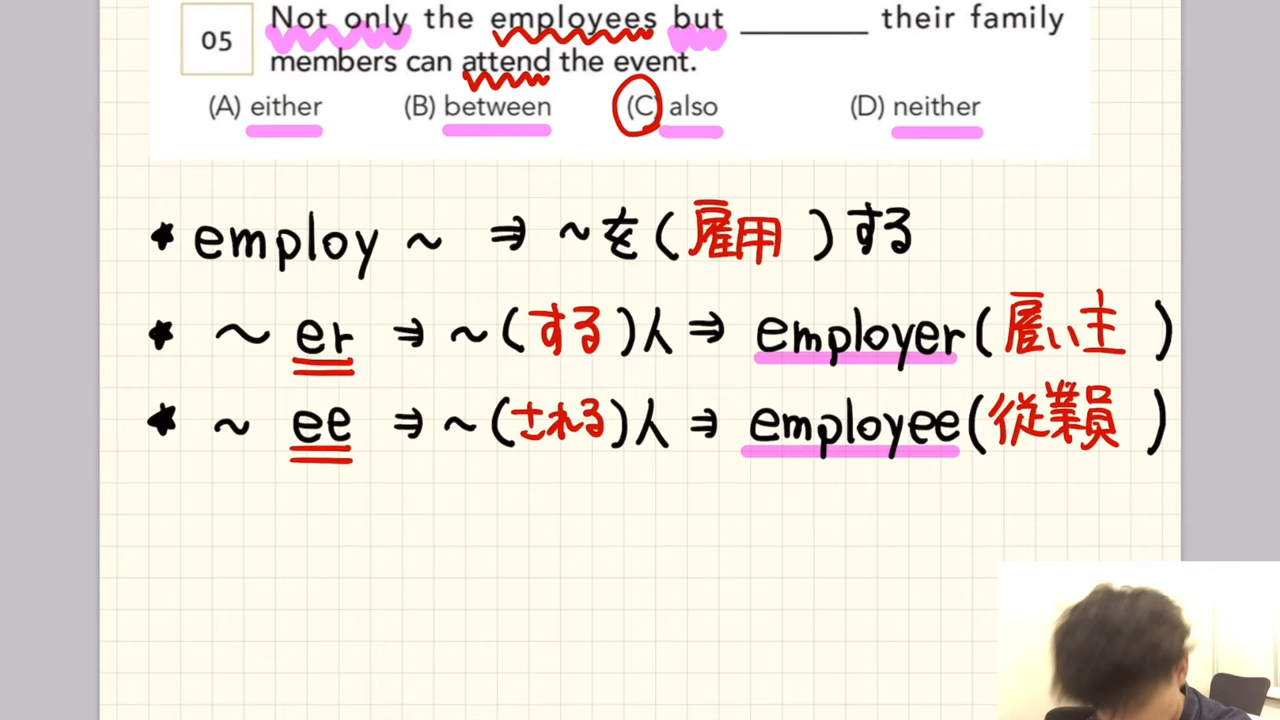 05 Not only the employees but ________ their family
members can attend the event.
(A) either (B) between (C) also (D) neither
* employ ~ ⇒ ~を(雇用)する
* ~er ⇒ ~(する)人 ⇒ employer(雇い主)
* ~ee ⇒ ~(される)人 ⇒ employee(従業員)